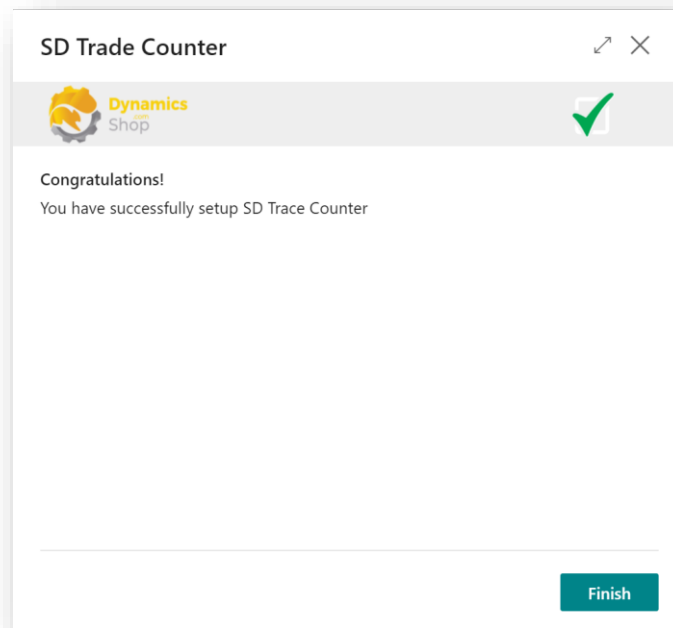 SD Trade Counter
Dynamics
.com
Shop
Congratulations!
You have successfully setup SD Trace Counter
Finish